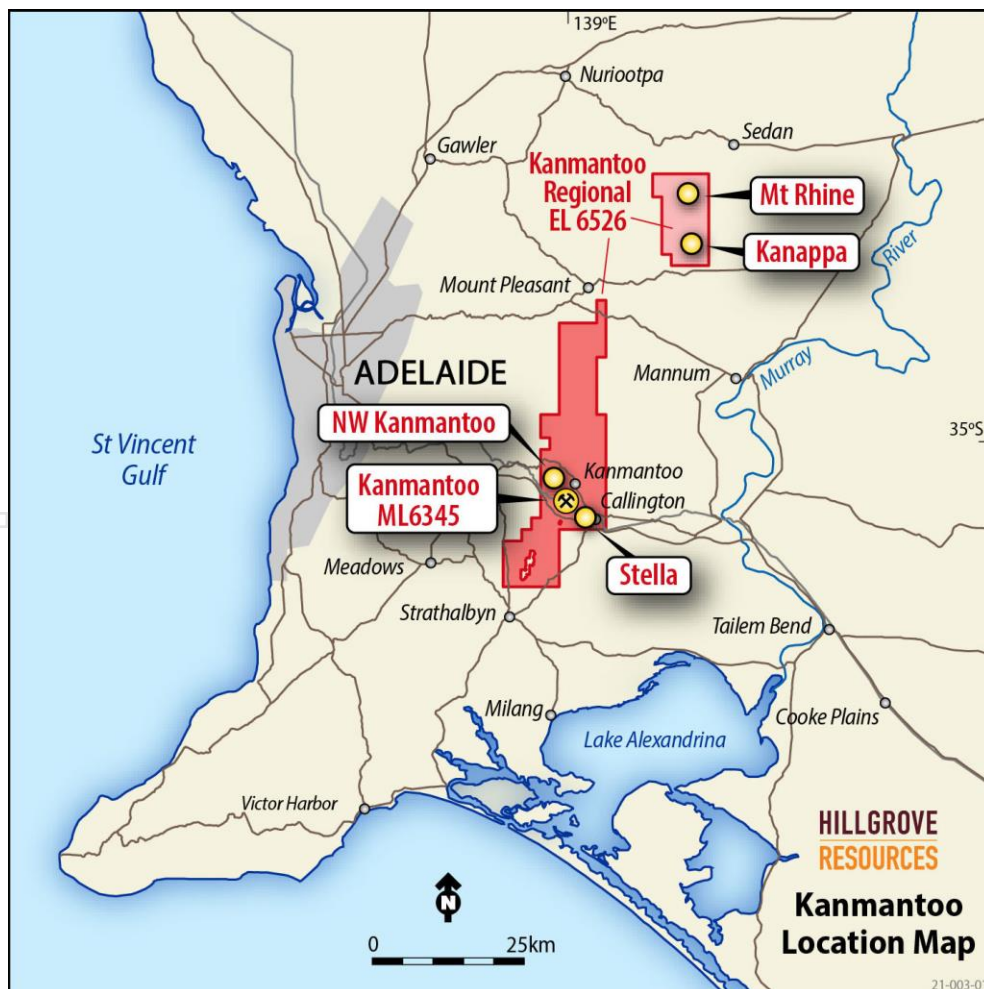 139ºE
Nuriootpa
Sedan
Gawler
Kanmantoo
Regional
EL 6526
Mt Rhine
Kanappa
River
Mount Pleasant
Murray
Mannum
ADELAIDE
NW Kanmantoo
35ºS
St Vincent
Gulf
Kanmantoo
Kanmantoo
ML6345
Callington
Meadows
Stella
Strathalbyn
Tailem Bend
Milang
Cooke Plains
Lake Alexandrina
Victor Harbor
HILLGROVE
RESOURCES
N
Kanmantoo
Location Map
0
25km